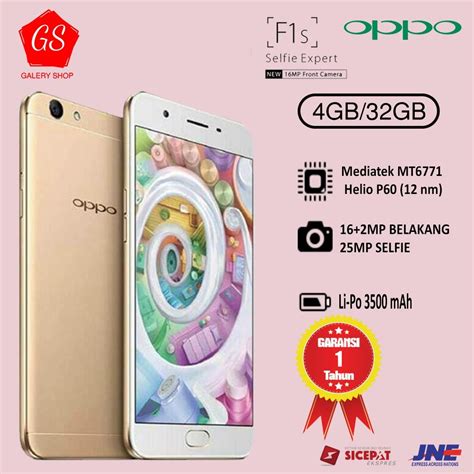 GS
GALERY SHOP
F1s
Selfie Expert
NEW 16MP Front Camera
oppo
4GB/32GB
Mediatek MT6771
Helio P60 (12 nm)
16+2MP BELAKANG
25MP SELFIE
Li-Po 3500 mAh
oppo
GARANSI
1
Tahun
SICEPAT
EKSPRES
JNE
EXPRESS ACROSS NATIONS